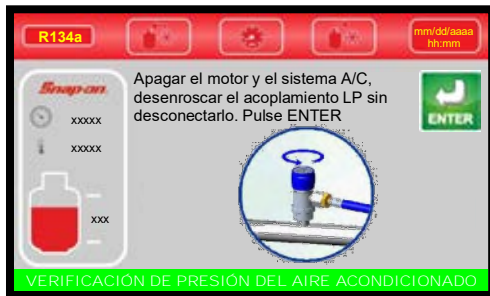 R134a
mm/dd/aaaa
hh:mm
Snap-on
xxxxx
xxxxx
xxx
Apagar el motor y el sistema A/C,
desenroscar el acoplamiento LP sin
desconectarlo. Pulse ENTER
ENTER
VERIFICACIÓN DE PRESIÓN DEL AIRE ACONDICIONADO